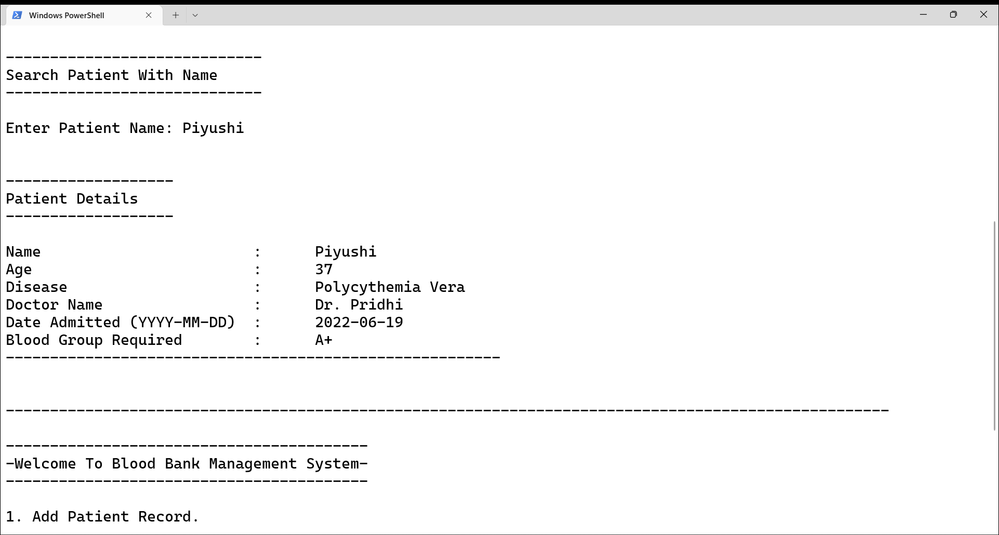 Windows PowerShell
-----------------------------
Search Patient With Name
-----------------------------
Enter Patient Name: Piyushi
-------------------
Patient Details
-------------------
Name                        :      Piyushi
Age                         :      37
Disease                     :      Polycythemia Vera
Doctor Name                 :      Dr. Pridhi
Date Admitted (YYYY-MM-DD)  :      2022-06-19
Blood Group Required        :      A+
--------------------------------------------------------
----------------------------------------------------------------------------------------------------
-----------------------------------------
-Welcome To Blood Bank Management System-
-----------------------------------------
1. Add Patient Record.